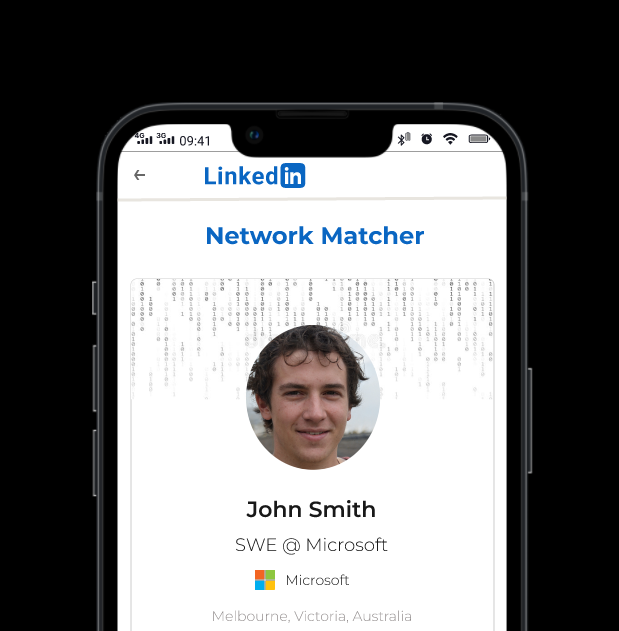 4G 3G 09:41
LinkedIn
Network Matcher
John Smith
SWE @ Microsoft
Microsoft
Melbourne, Victoria, Australia